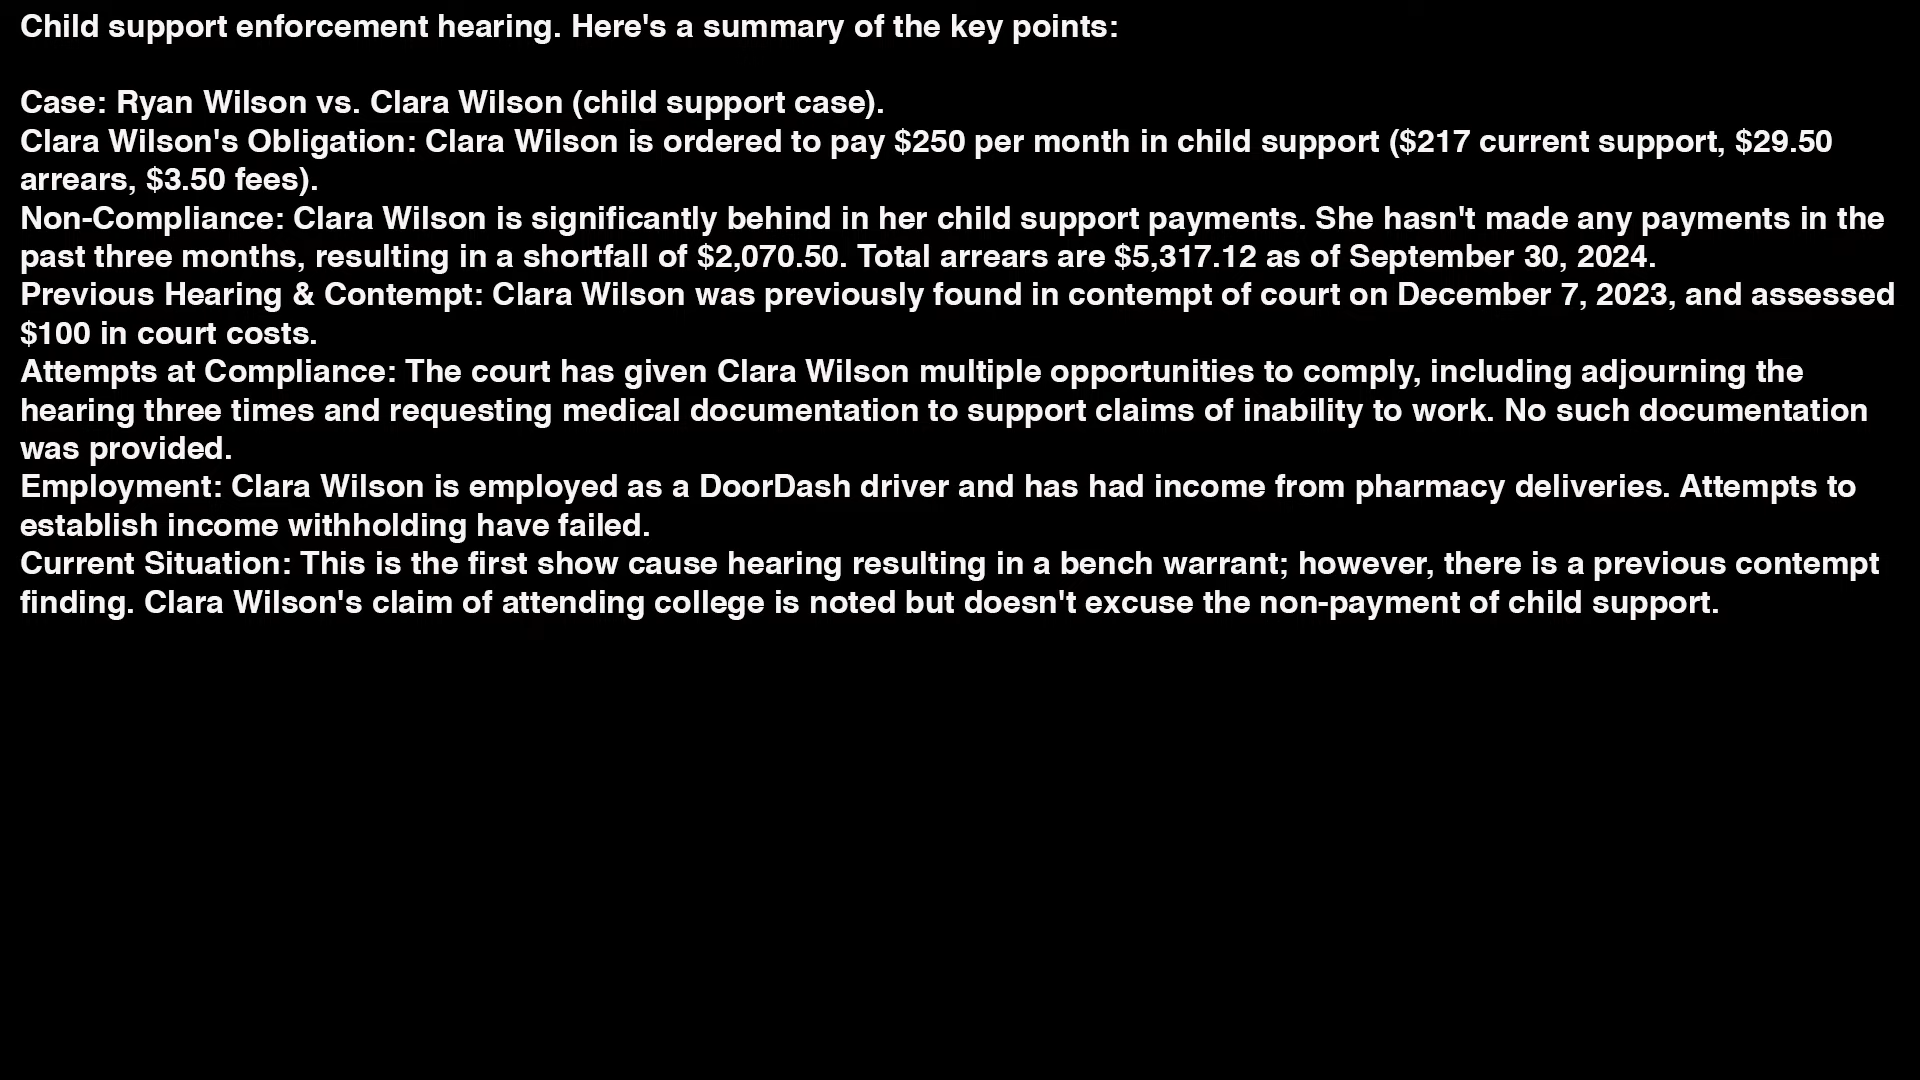 Child support enforcement hearing. Here's a summary of the key points:
Case: Ryan Wilson vs. Clara Wilson (child support case).
Clara Wilson's Obligation: Clara Wilson is ordered to pay $250 per month in child support ($217 current support, $29.50
arrears, $3.50 fees).
Non-Compliance: Clara Wilson is significantly behind in her child support payments. She hasn't made any payments in the
past three months, resulting in a shortfall of $2,070.50. Total arrears are $5,317.12 as of September 30, 2024.
Previous Hearing & Contempt: Clara Wilson was previously found in contempt of court on December 7, 2023, and assessed
$100 in court costs.
Attempts at Compliance: The court has given Clara Wilson multiple opportunities to comply, including adjourning the
hearing three times and requesting medical documentation to support claims of inability to work. No such documentation
was provided.
Employment: Clara Wilson is employed as a DoorDash driver and has had income from pharmacy deliveries. Attempts to
establish income withholding have failed.
Current Situation: This is the first show cause hearing resulting in a bench warrant; however, there is a previous contempt
finding. Clara Wilson's claim of attending college is noted but doesn't excuse the non-payment of child support.